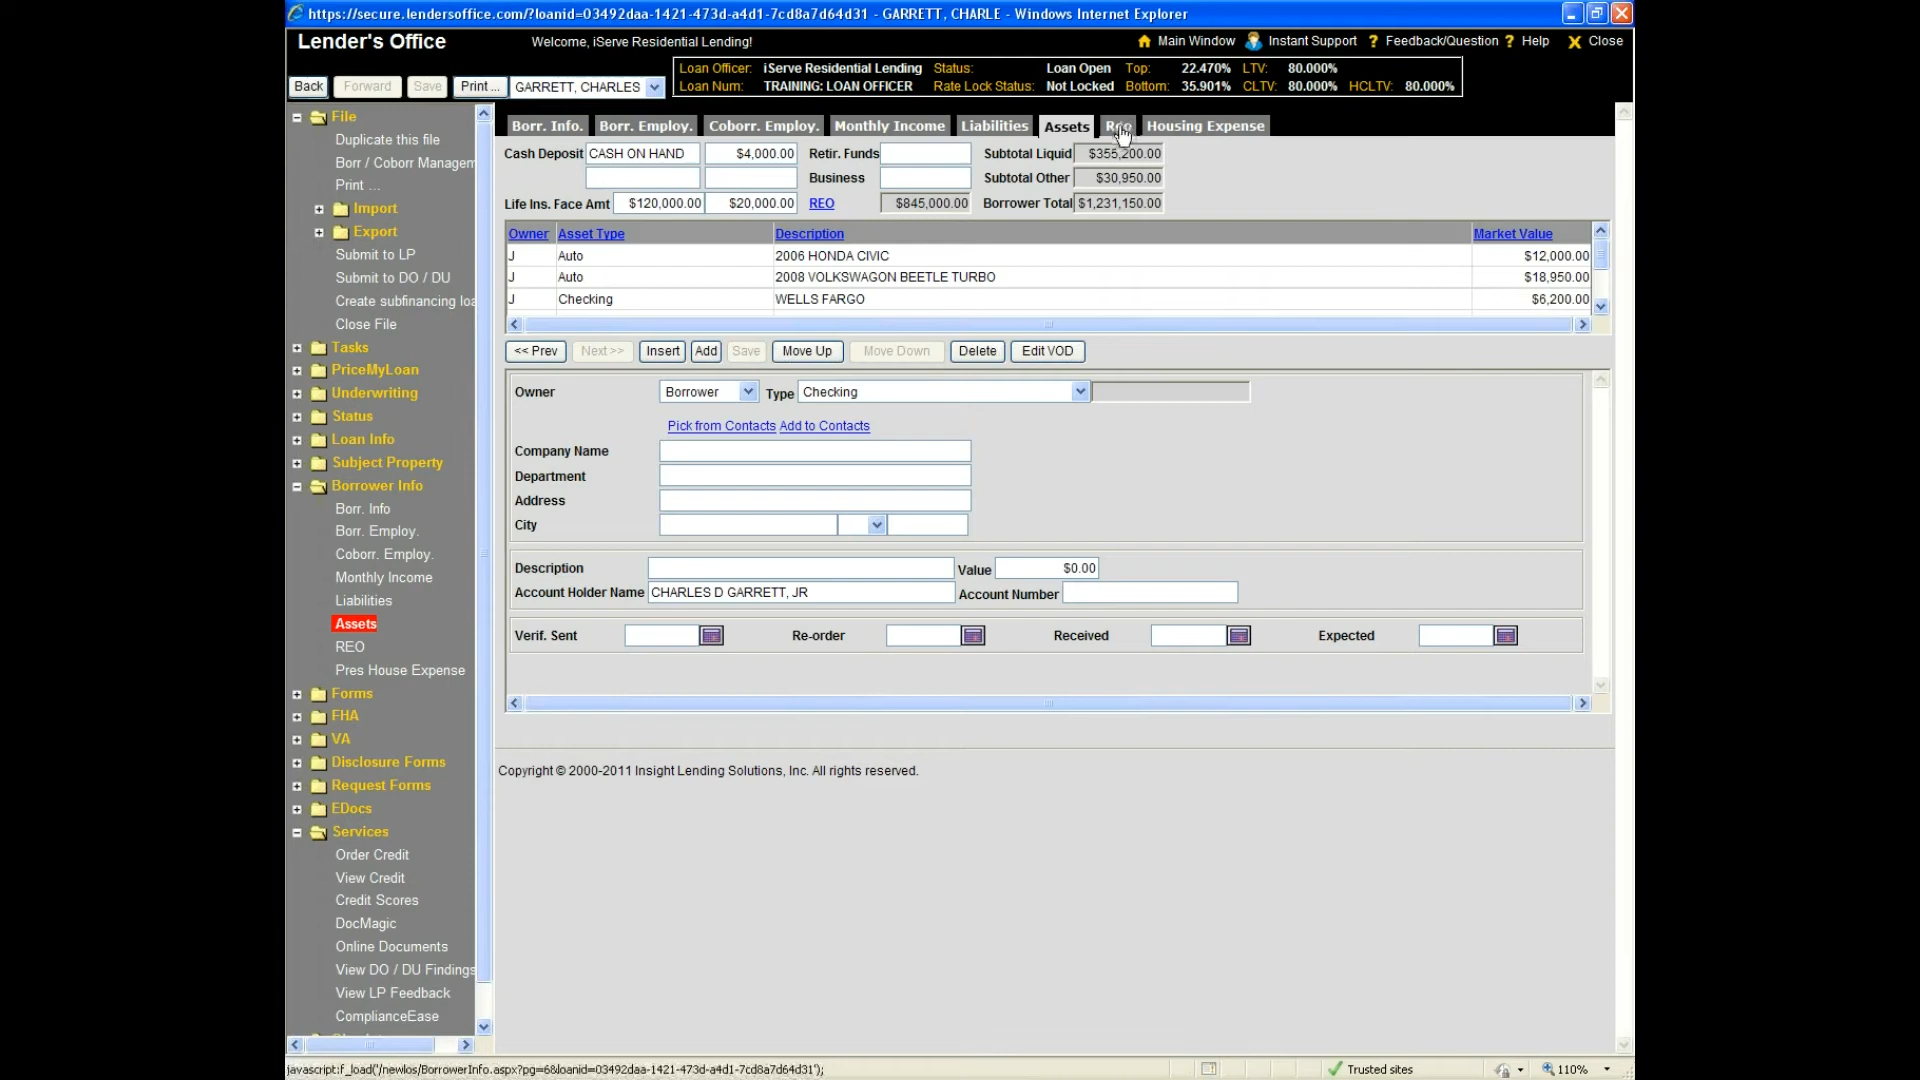 https://secure.lendersoffice.com/?loanid=03492daa-1421-473d-a4d1-7cd8a7d64d31 - GARRETT, CHARLE - Windows Internet Explorer
Lender's Office Welcome, iServe Residential Lending! Main Window Instant Support ? Feedback/Question ? Help X Close
Back Forward Save Print ... GARRETT, CHARLES
Loan Officer: iServe Residential Lending Status: Loan Open Top: 22.470% LTV: 80.000%
Loan Num: TRAINING: LOAN OFFICER Rate Lock Status: Not Locked Bottom: 35.901% CLTV: 80.000% HCLTV: 80.000%
File
Duplicate this file
Borr / Coborr Managem
Print ...
Import
Export
Submit to LP
Submit to DO / DU
Create subfinancing loa
Close File
Tasks
PriceMyLoan
Underwriting
Status
Loan Info
Subject Property
Borrower Info
Borr. Info
Borr. Employ.
Coborr. Employ.
Monthly Income
Liabilities
Assets
REO
Pres House Expense
Forms
FHA
VA
Disclosure Forms
Request Forms
EDocs
Services
Order Credit
View Credit
Credit Scores
DocMagic
Online Documents
View DO / DU Findings
View LP Feedback
ComplianceEase
Borr. Info. Borr. Employ. Coborr. Employ. Monthly Income Liabilities Assets Reo Housing Expense
Cash Deposit CASH ON HAND $4,000.00 Retir. Funds Subtotal Liquid $355,200.00
Business Subtotal Other $30,950.00
Life Ins. Face Amt $120,000.00 $20,000.00 REO $845,000.00 Borrower Total $1,231,150.00
Owner Asset Type Description Market Value
J Auto 2006 HONDA CIVIC $12,000.00
J Auto 2008 VOLKSWAGON BEETLE TURBO $18,950.00
J Checking WELLS FARGO $6,200.00
<< Prev Next >> Insert Add Save Move Up Move Down Delete Edit VOD
Owner Borrower Type Checking
Pick from Contacts Add to Contacts
Company Name
Department
Address
City
Description Value $0.00
Account Holder Name CHARLES D GARRETT, JR Account Number
Verif. Sent Re-order Received Expected
Copyright © 2000-2011 Insight Lending Solutions, Inc. All rights reserved.
javascript:f_load('/newlos/BorrowerInfo.aspx?pg=6&loanid=03492daa-1421-473d-a4d1-7cd8a7d64d31'); Trusted sites 110%